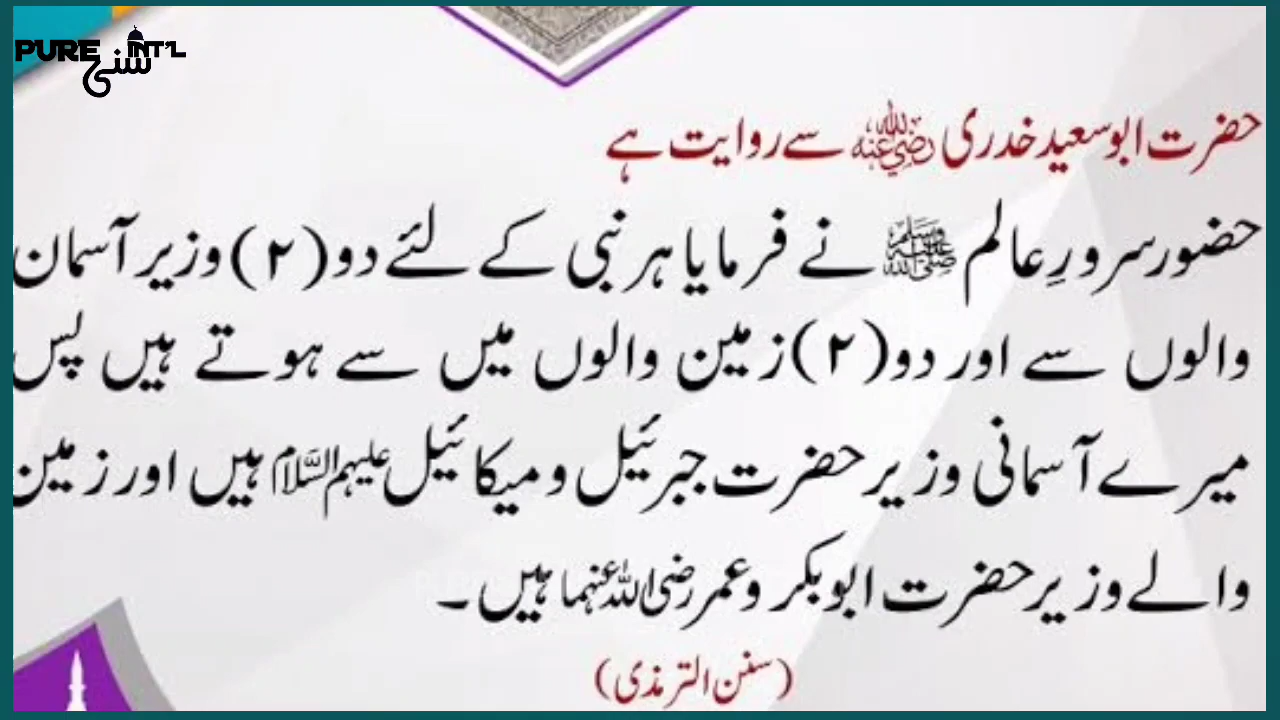 PURE سُنی INT'L
حضرت ابوسعید خدری رضی اللہ عنہ سے روایت ہے
حضور سرورِ عالم صلی اللہ علیہ وسلم نے فرمایا ہر نبی کے لئے دو (۲) وزیر آسمان
والوں سے اور دو (۲) زمین والوں میں سے ہوتے ہیں پس
میرے آسمانی وزیر حضرت جبرئیل و میکائیل علیہم السَّلام ہیں اور زمین
والے وزیر حضرت ابوبکر و عمر رضی اللہ عنہما ہیں۔
(سنن الترمذی)